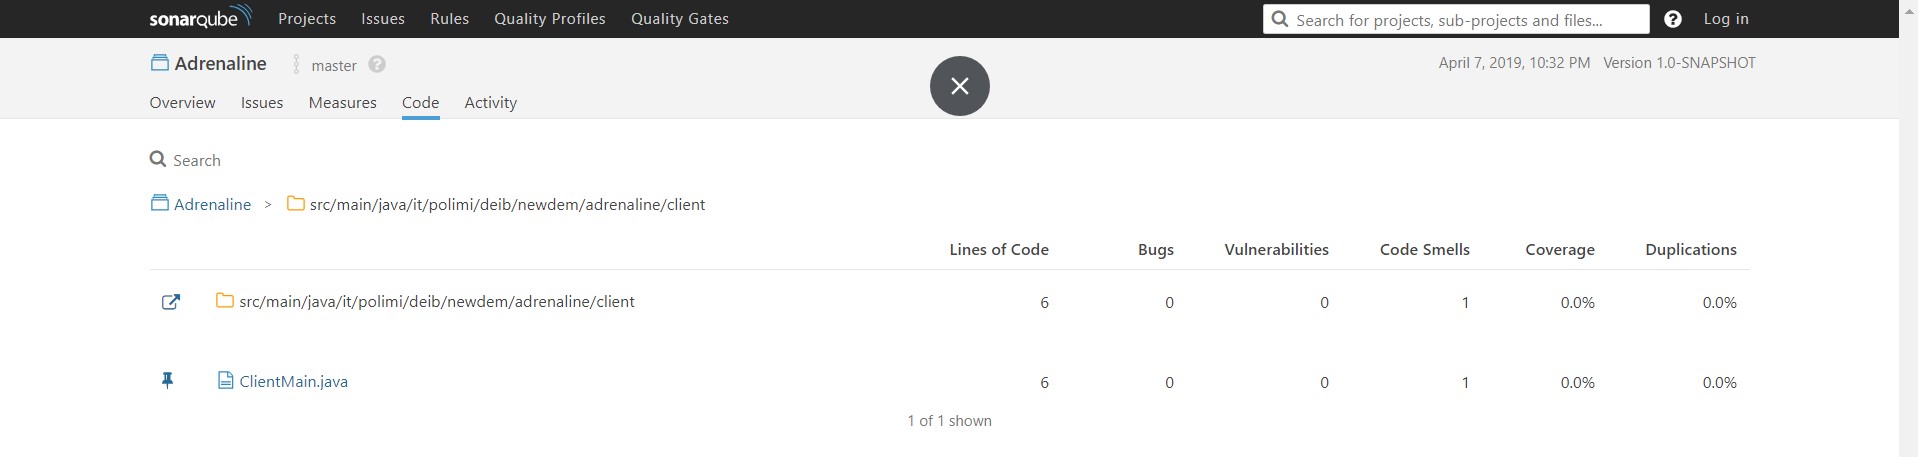 sonarqube Projects Issues Rules Quality Profiles Quality Gates Search for projects, sub-projects and files... ? Log in
Adrenaline master ? April 7, 2019, 10:32 PM Version 1.0-SNAPSHOT
Overview Issues Measures Code Activity
Search
Adrenaline > src/main/java/it/polimi/deib/newdem/adrenaline/client
Lines of Code Bugs Vulnerabilities Code Smells Coverage Duplications
src/main/java/it/polimi/deib/newdem/adrenaline/client 6 0 0 1 0.0% 0.0%
ClientMain.java 6 0 0 1 0.0% 0.0%
1 of 1 shown